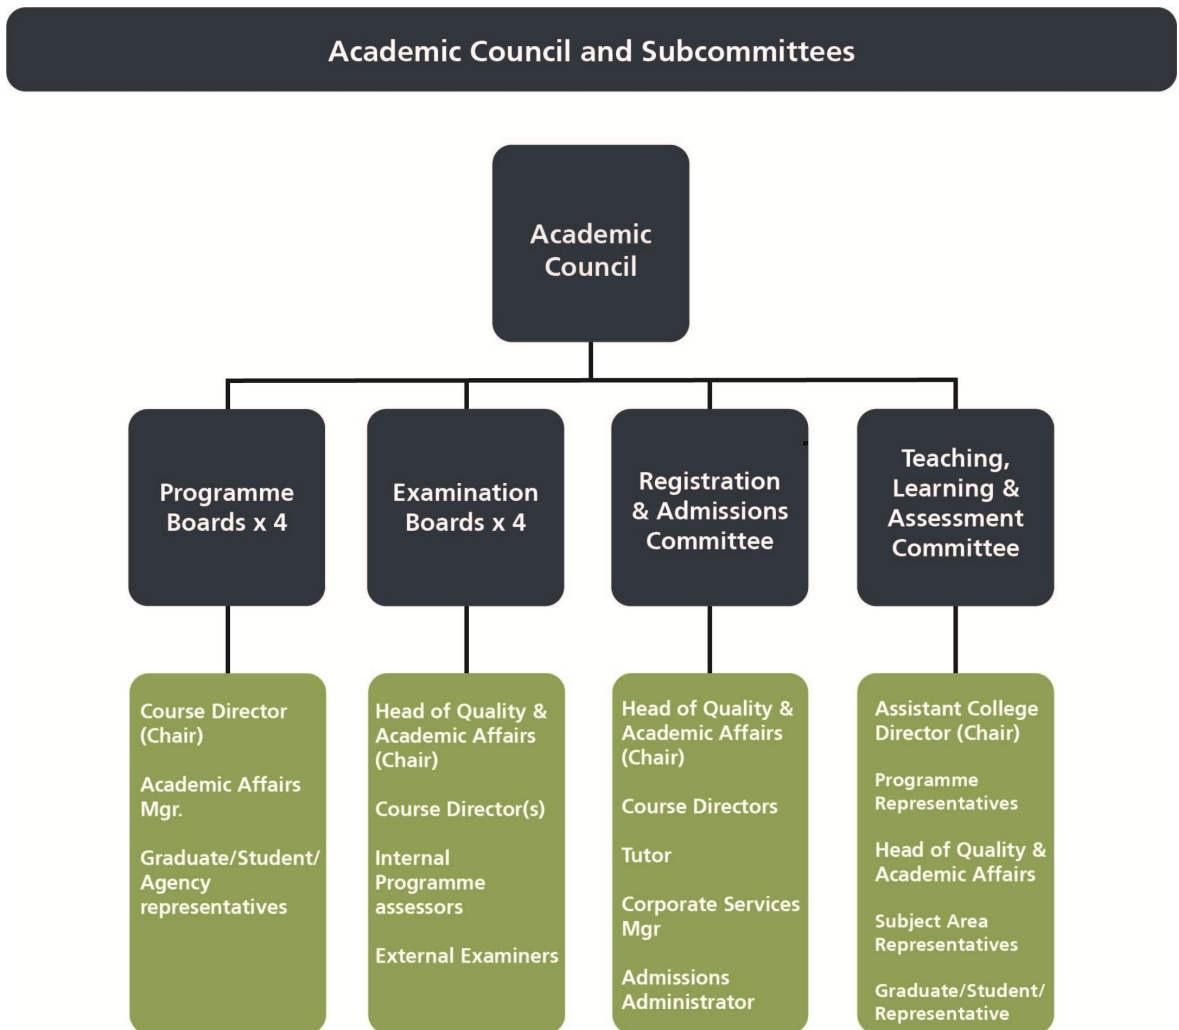 Academic Council and Subcommittees
Academic
Council
Programme
Boards x 4
Examination
Boards x 4
Registration
& Admissions
Committee
Teaching,
Learning &
Assessment
Committee
Course Director
(Chair)
Academic Affairs
Mgr.
Graduate/Student/
Agency
representatives
Head of Quality &
Academic Affairs
(Chair)
Course Director(s)
Internal
Programme
assessors
External Examiners
Head of Quality &
Academic Affairs
(Chair)
Course Directors
Tutor
Corporate Services
Mgr
Admissions
Administrator
Assistant College
Director (Chair)
Programme
Representatives
Head of Quality &
Academic Affairs
Subject Area
Representatives
Graduate/Student/
Representative